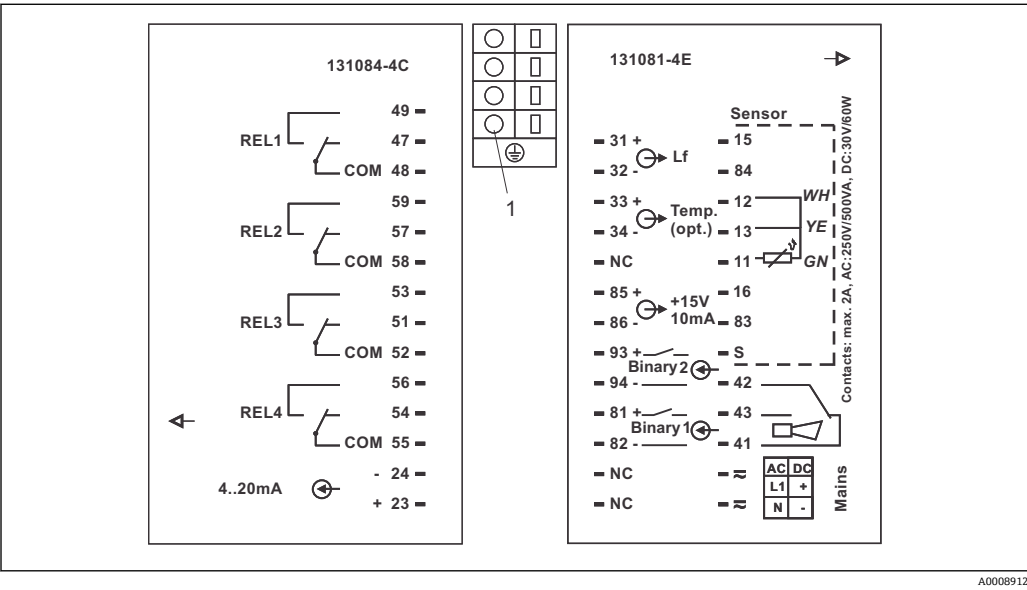 131084-4C
49
REL1 47
COM 48
59
REL2 57
COM 58
53
REL3 51
COM 52
56
REL4 54
COM 55
- 24
4..20mA
+ 23
1
131081-4E
Sensor
31 + 15
Lf
32 - 84
33 + 12 WH
Temp.
(opt.)
34 - 13 YE
NC 11 GN
85 + 16
+15V
10mA
86 - 83
93 + S
Binary 2
94 - 42
81 + 43
Binary 1
82 - 41
NC ≂ AC DC
L1 +
NC ≂ N -
Mains
Contacts: max. 2A, AC:250V/500VA, DC:30V/60W
A0008912